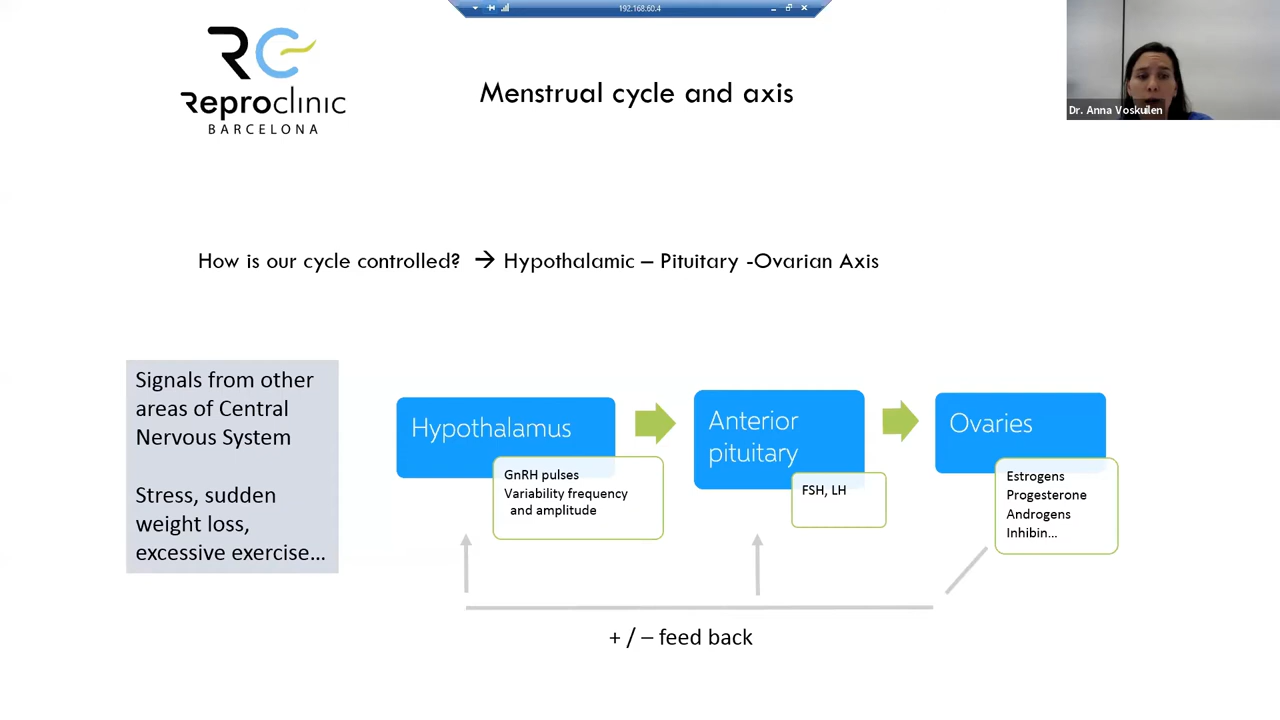 192.168.60.4
RC
Reproclinic
BARCELONA
Menstrual cycle and axis
Dr. Anna Voskuilen
How is our cycle controlled? → Hypothalamic – Pituitary -Ovarian Axis
Signals from other
areas of Central
Nervous System
Stress, sudden
weight loss,
excessive exercise...
Hypothalamus
GnRH pulses
Variability frequency
and amplitude
Anterior
pituitary
FSH, LH
Ovaries
Estrogens
Progesterone
Androgens
Inhibin...
+ / – feed back